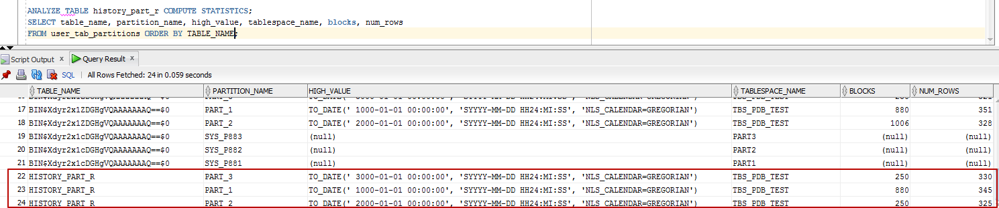 ANALYZE TABLE history_part_r COMPUTE STATISTICS;
SELECT table_name, partition_name, high_value, tablespace_name, blocks, num_rows
FROM user_tab_partitions ORDER BY TABLE_NAME;
Script Output x Query Result x
SQL | All Rows Fetched: 24 in 0.059 seconds
TABLE_NAME PARTITION_NAME HIGH_VALUE TABLESPACE_NAME BLOCKS NUM_ROWS
17 BIN$Xdyr2x1ZDGHgVQAAAAAAAQ==$0 PART_1 TO_DATE(' 1000-01-01 00:00:00', 'SYYYY-MM-DD HH24:MI:SS', 'NLS_CALENDAR=GREGORIAN') TBS_PDB_TEST 880 351
18 BIN$Xdyr2x1ZDGHgVQAAAAAAAQ==$0 PART_2 TO_DATE(' 2000-01-01 00:00:00', 'SYYYY-MM-DD HH24:MI:SS', 'NLS_CALENDAR=GREGORIAN') TBS_PDB_TEST 1006 328
19 BIN$Xdyr2x1cDGHgVQAAAAAAAQ==$0 SYS_P883 (null) PART3 (null) (null)
20 BIN$Xdyr2x1cDGHgVQAAAAAAAQ==$0 SYS_P882 (null) PART2 (null) (null)
21 BIN$Xdyr2x1cDGHgVQAAAAAAAQ==$0 SYS_P881 (null) PART1 (null) (null)
22 HISTORY_PART_R PART_3 TO_DATE(' 3000-01-01 00:00:00', 'SYYYY-MM-DD HH24:MI:SS', 'NLS_CALENDAR=GREGORIAN') TBS_PDB_TEST 250 330
23 HISTORY_PART_R PART_1 TO_DATE(' 1000-01-01 00:00:00', 'SYYYY-MM-DD HH24:MI:SS', 'NLS_CALENDAR=GREGORIAN') TBS_PDB_TEST 880 345
24 HISTORY_PART_R PART_2 TO_DATE(' 2000-01-01 00:00:00', 'SYYYY-MM-DD HH24:MI:SS', 'NLS_CALENDAR=GREGORIAN') TBS_PDB_TEST 250 325